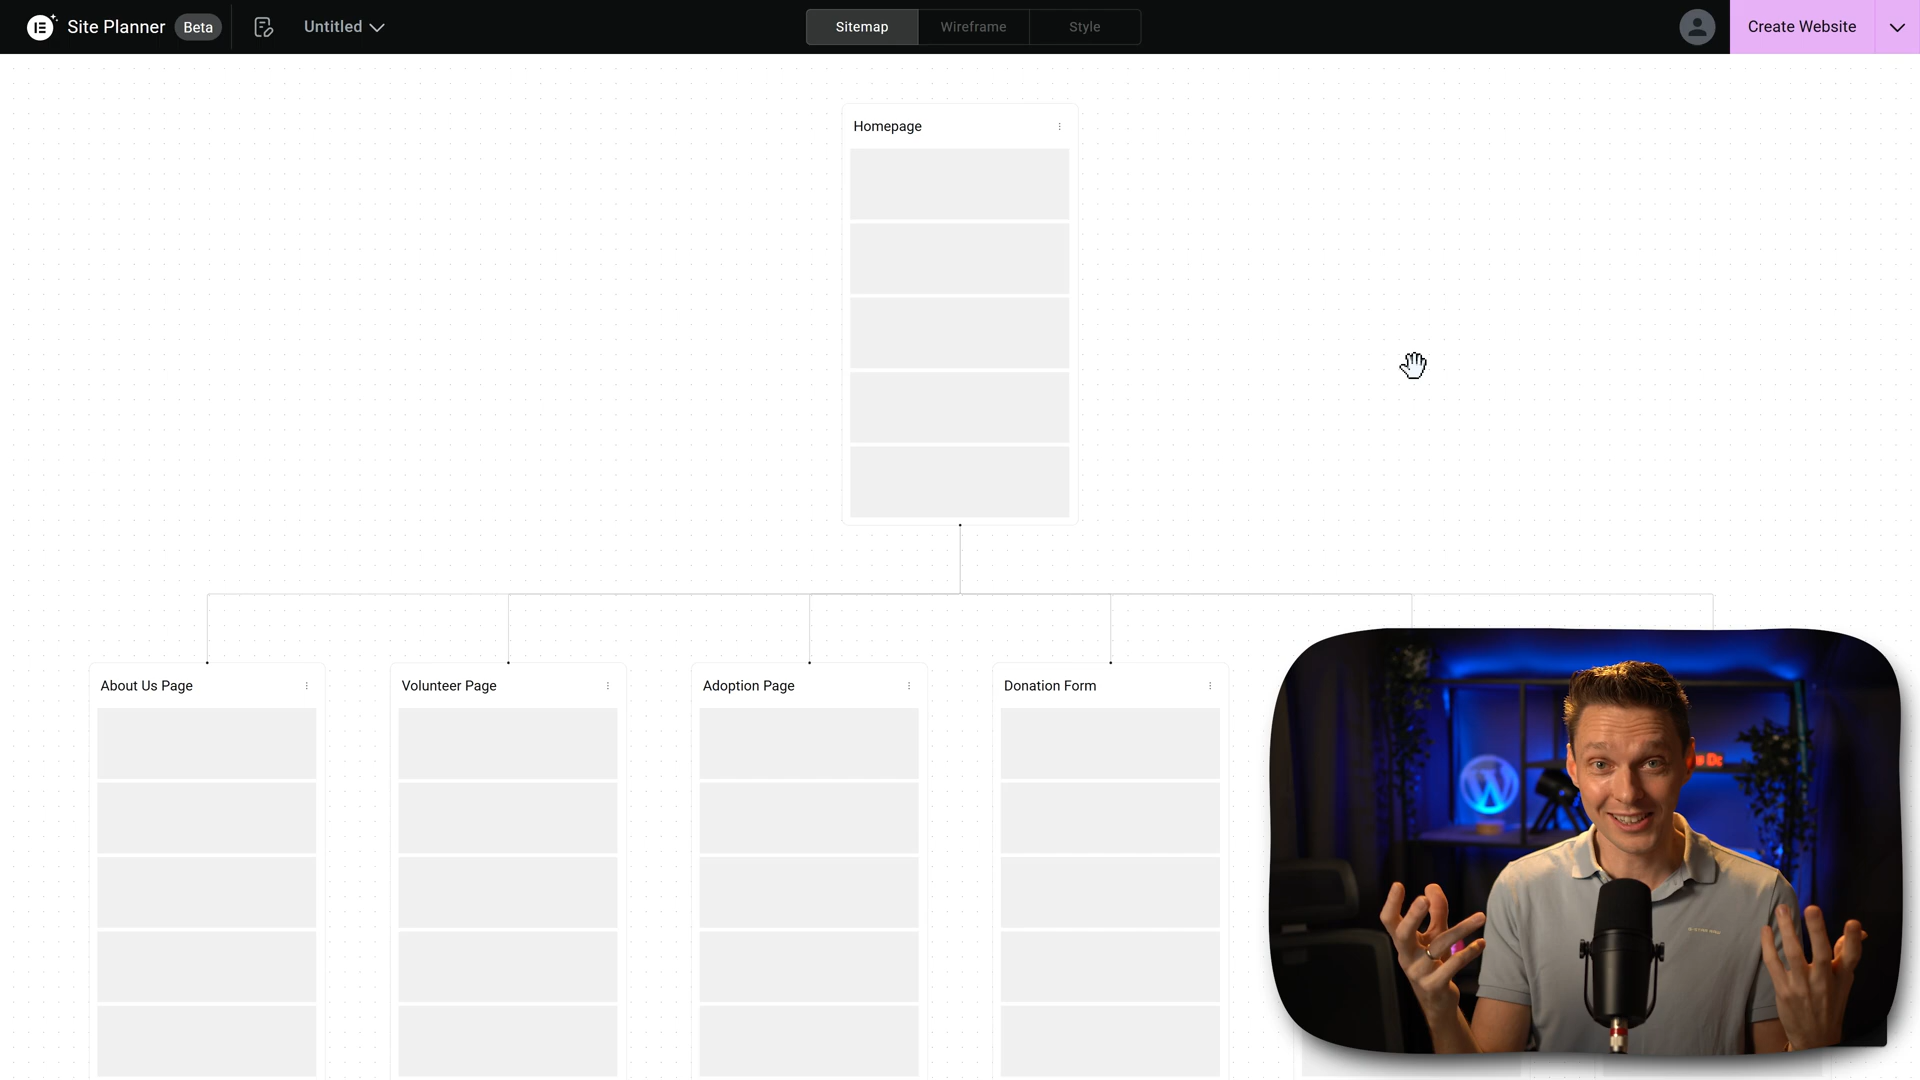 Site Planner Beta
Untitled
Sitemap
Wireframe
Style
Create Website
Homepage
About Us Page
Volunteer Page
Adoption Page
Donation Form